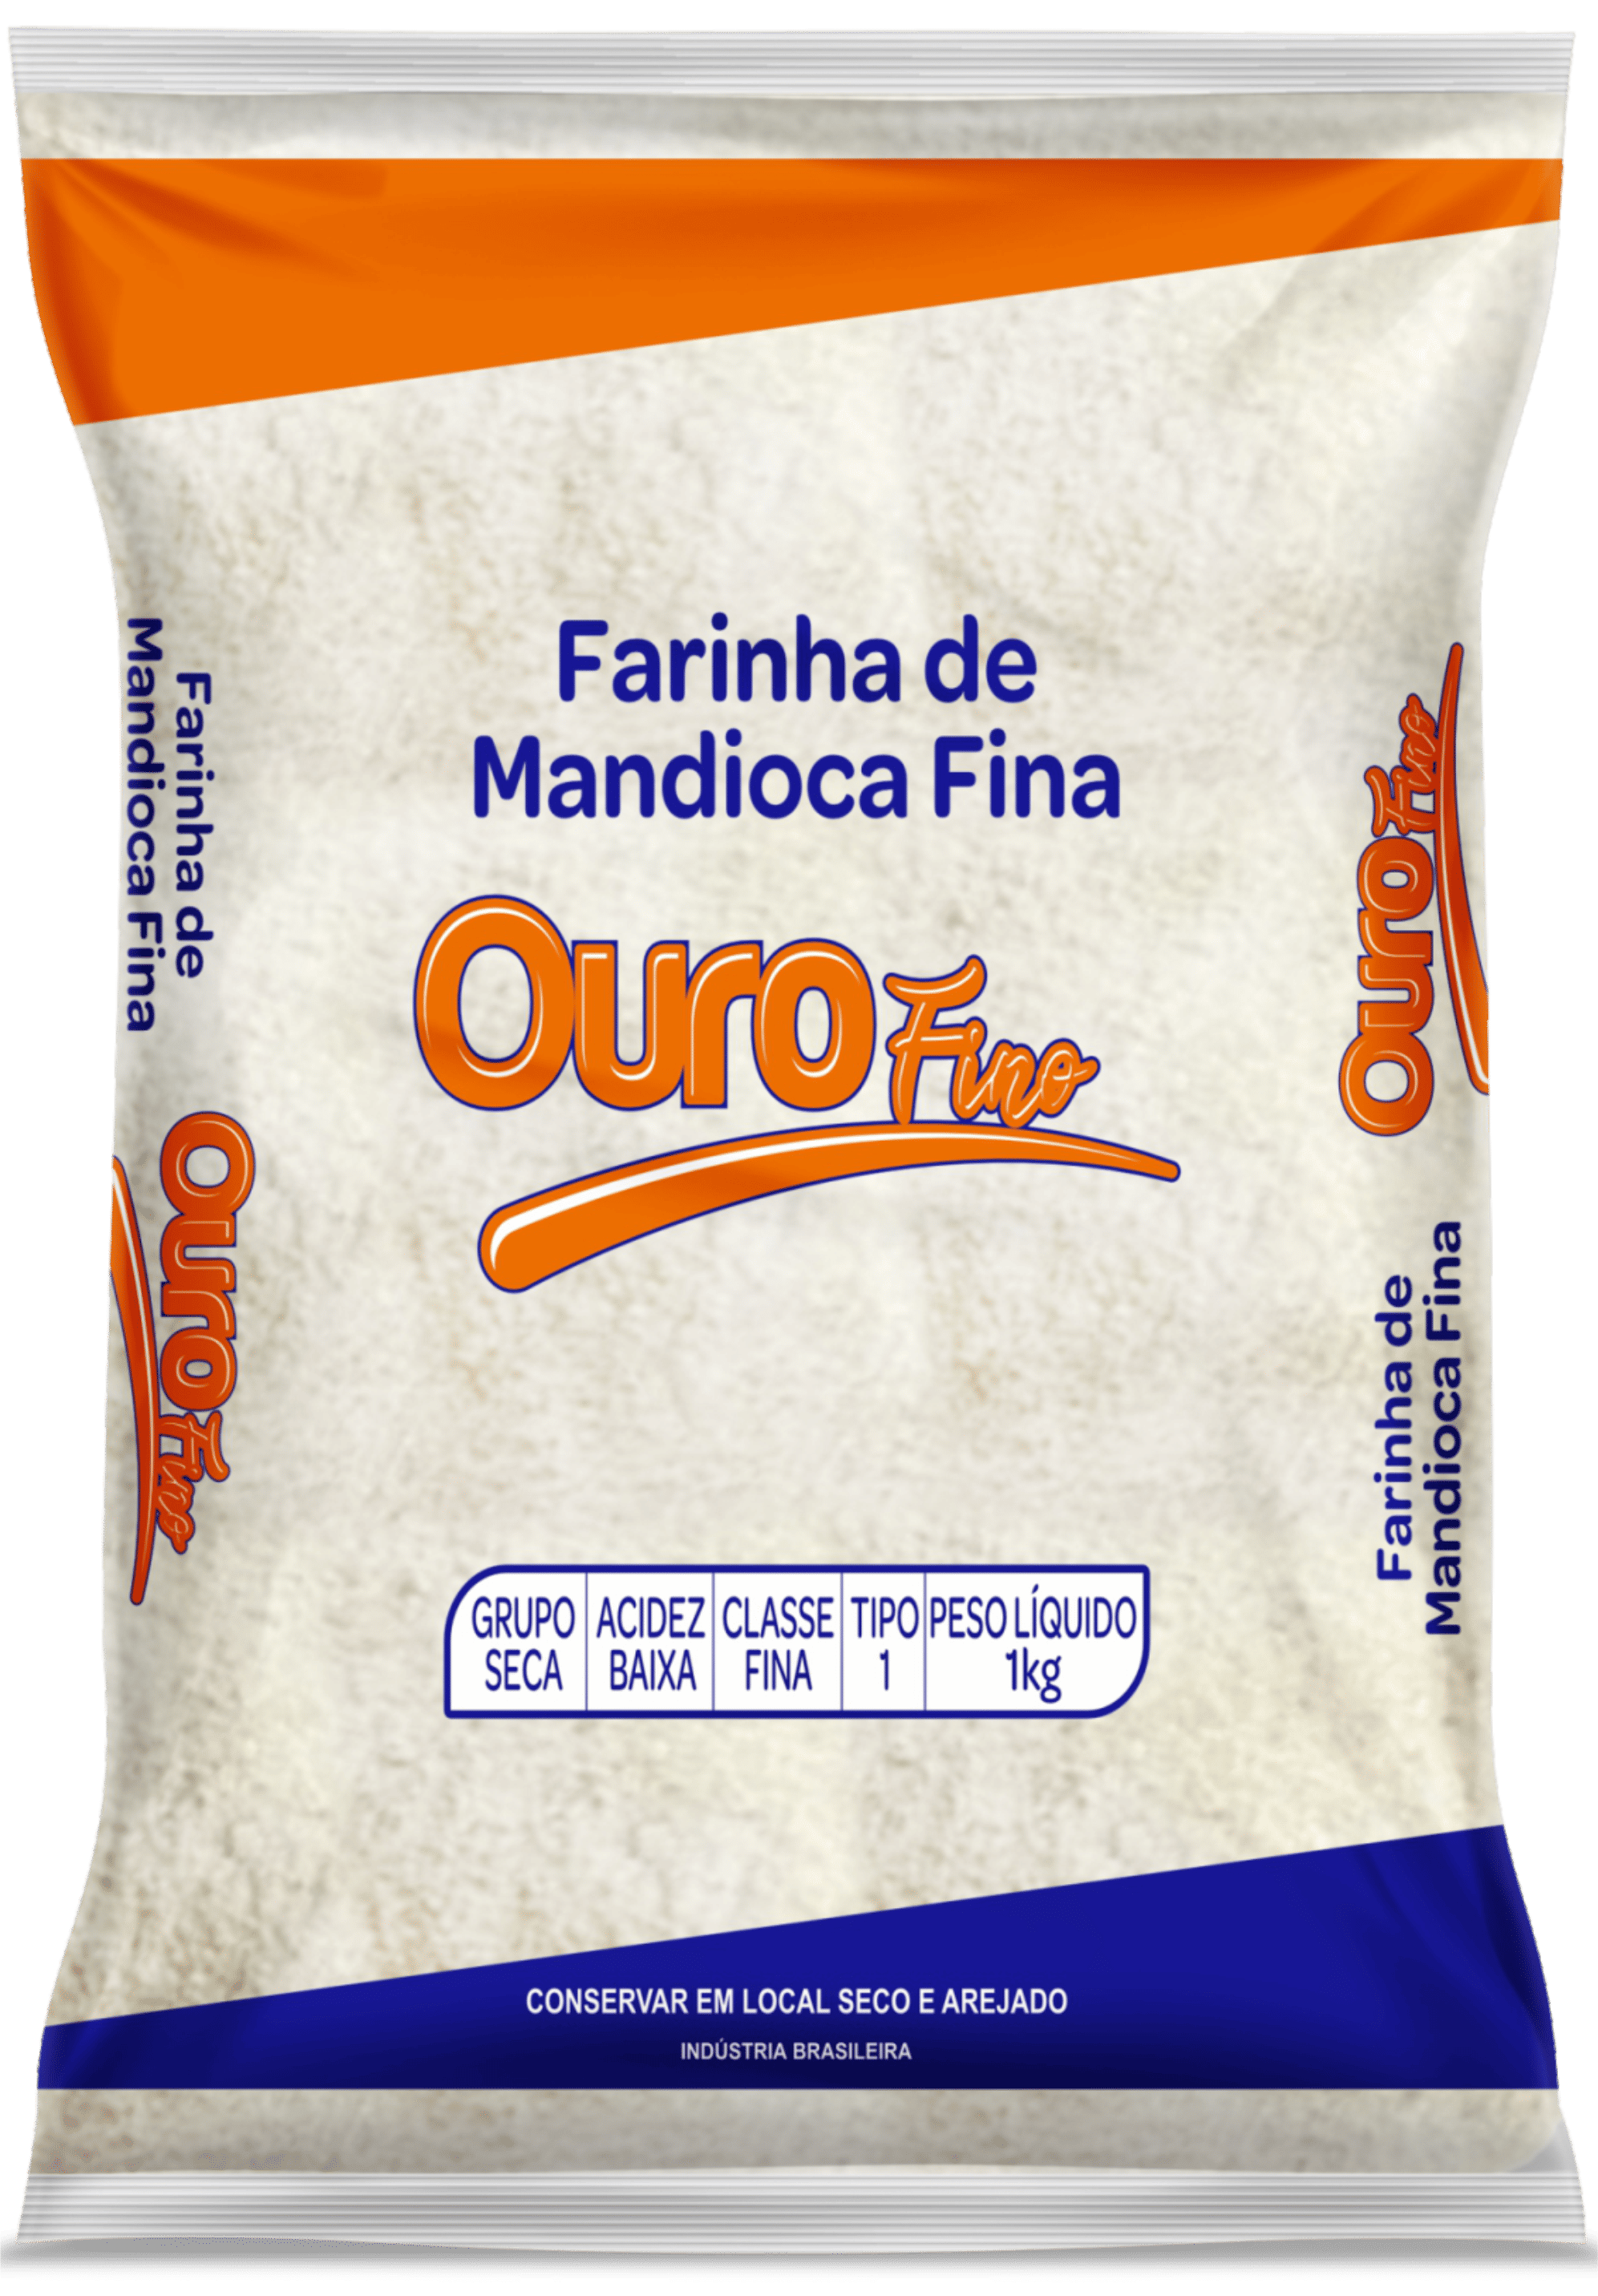 Farinha de
Mandioca Fina
Ouro Fino
GRUPO SECA
ACIDEZ BAIXA
CLASSE FINA
TIPO 1
PESO LÍQUIDO 1kg
CONSERVAR EM LOCAL SECO E AREJADO
INDÚSTRIA BRASILEIRA
Farinha de
Mandioca Fina
Ouro Fino
Ouro Fino
Farinha de
Mandioca Fina